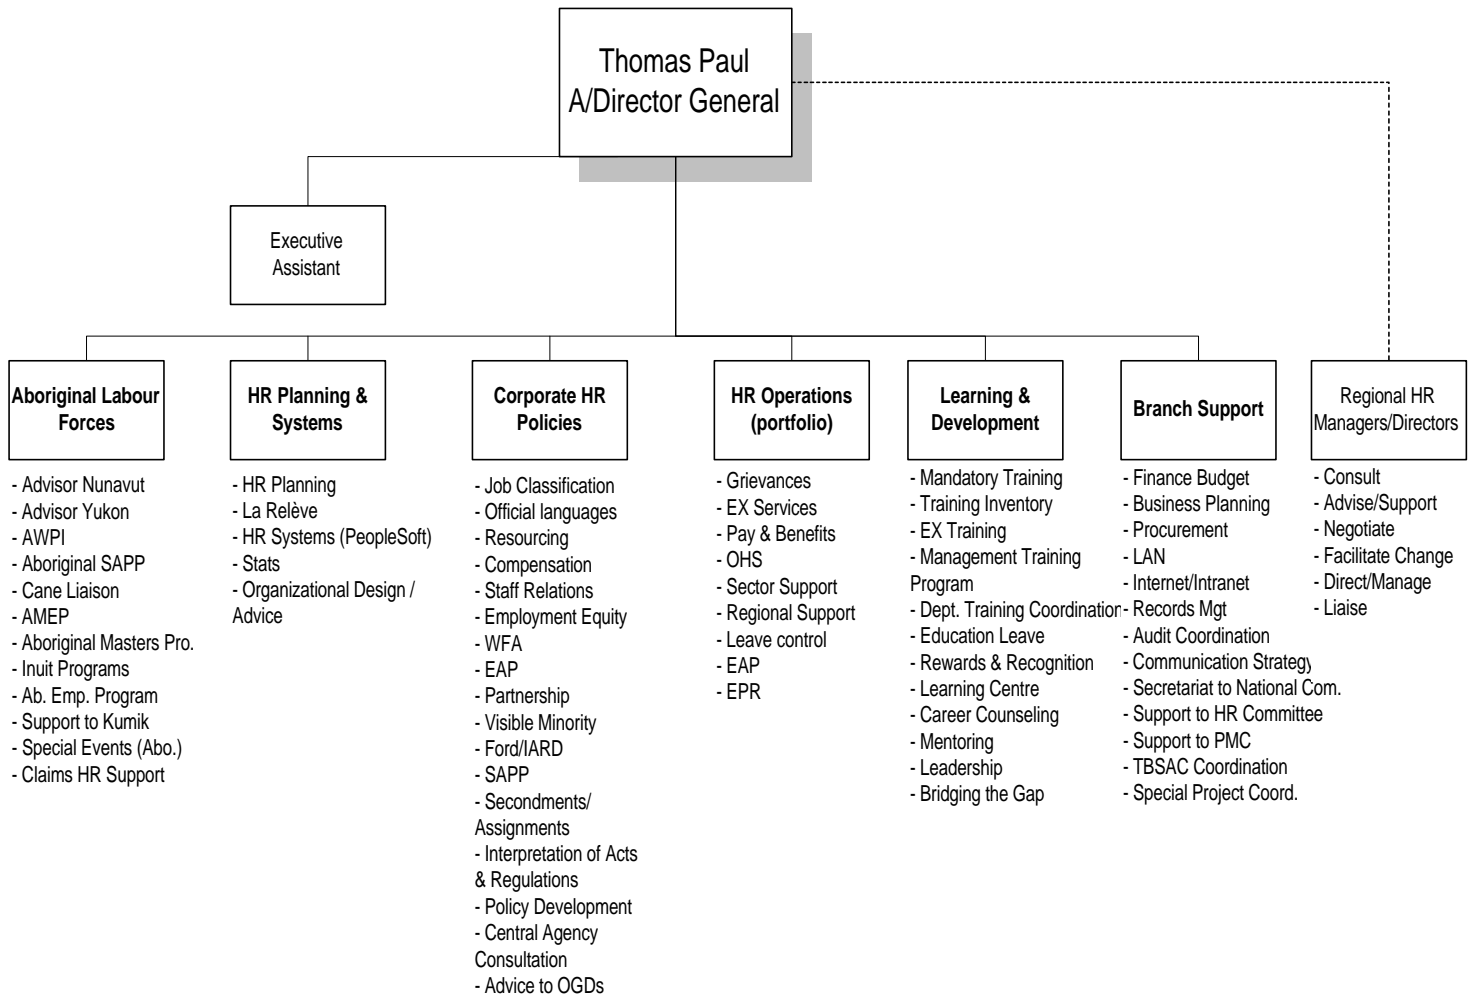 Thomas Paul
A/Director General
Executive
Assistant
Aboriginal Labour
Forces
- Advisor Nunavut
- Advisor Yukon
- AWPI
- Aboriginal SAPP
- Cane Liaison
- AMEP
- Aboriginal Masters Pro.
- Inuit Programs
- Ab. Emp. Program
- Support to Kumik
- Special Events (Abo.)
- Claims HR Support
HR Planning &
Systems
- HR Planning
- La Relève
- HR Systems (PeopleSoft)
- Stats
- Organizational Design /
Advice
Corporate HR
Policies
- Job Classification
- Official languages
- Resourcing
- Compensation
- Staff Relations
- Employment Equity
- WFA
- EAP
- Partnership
- Visible Minority
- Ford/IARD
- SAPP
- Secondments/
Assignments
- Interpretation of Acts
& Regulations
- Policy Development
- Central Agency
Consultation
- Advice to OGDs
HR Operations
(portfolio)
- Grievances
- EX Services
- Pay & Benefits
- OHS
- Sector Support
- Regional Support
- Leave control
- EAP
- EPR
Learning &
Development
- Mandatory Training
- Training Inventory
- EX Training
- Management Training
Program
- Dept. Training Coordination
- Education Leave
- Rewards & Recognition
- Learning Centre
- Career Counseling
- Mentoring
- Leadership
- Bridging the Gap
Branch Support
- Finance Budget
- Business Planning
- Procurement
- LAN
- Internet/Intranet
- Records Mgt
- Audit Coordination
- Communication Strategy
- Secretariat to National Com.
- Support to HR Committee
- Support to PMC
- TBSAC Coordination
- Special Project Coord.
Regional HR
Managers/Directors
- Consult
- Advise/Support
- Negotiate
- Facilitate Change
- Direct/Manage
- Liaise